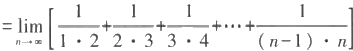 = lim_{n→∞} [ 1/(1·2) + 1/(2·3) + 1/(3·4) + ⋯ + 1/((n-1)·n) ]